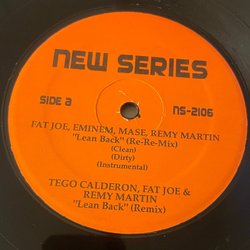 NEW SERIES
SIDE a
NS-2106
FAT JOE, EMINEM, MASE, REMY MARTIN
"Lean Back" (Re-Re-Mix)
(Clean)
(Dirty)
(Instrumental)
TEGO CALDERON, FAT JOE &
REMY MARTIN
"Lean Back" (Remix)